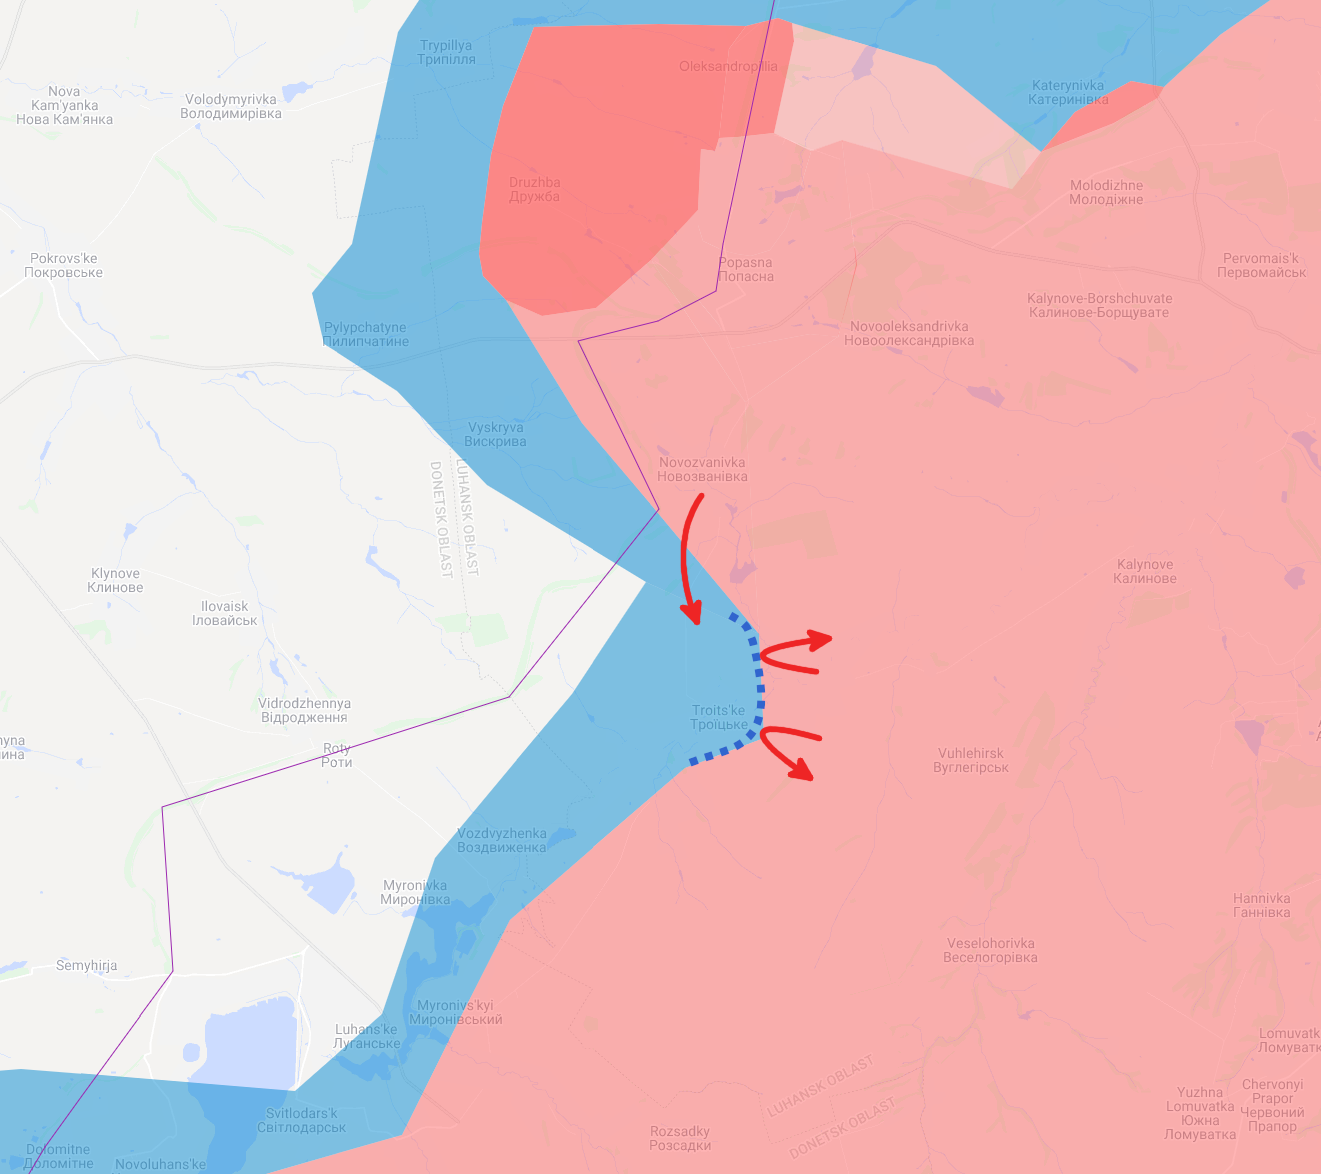 Trypillya
Трипілля
Oleksandropillia
Nova
Kam'yanka
Нова Кам'янка
Volodymyrivka
Володимирівка
Katerynivka
Катеринівка
Druzhba
Дружба
Molodizhne
Молодіжне
Pokrovs'ke
Покровське
Popasna
Попасна
Pervomais'k
Первомайськ
Kalynove-Borshchuvate
Калинове-Борщувате
Pylypchatyne
Пилипчатине
Novooleksandrivka
Новоолександрівка
Vyskryva
Вискрива
Novozvanivka
Новозванівка
LUHANSK OBLAST
DONETSK OBLAST
Klynove
Клинове
Kalynove
Калинове
Ilovaisk
Іловайськ
Vidrodzhennya
Відродження
Troits'ke
Троїцьке
Roty
Роти
Vuhlehirsk
Вуглегірськ
Vozdvyzhenka
Воздвиженка
Myronivka
Миронівка
Hannivka
Ганнівка
Veselohorivka
Веселогорівка
Semyhirja
Myronivs'kyi
Миронівський
Luhans'ke
Луганське
LUHANSK OBLAST
DONETSK OBLAST
Svitlodars'k
Світлодарськ
Yuzhna
Lomuvatka
Южна
Ломуватка
Chervonyi
Prapor
Червоний
Прапор
Rozsadky
Розсадки
Dolomitne
Доломітне
Novoluhans'ke